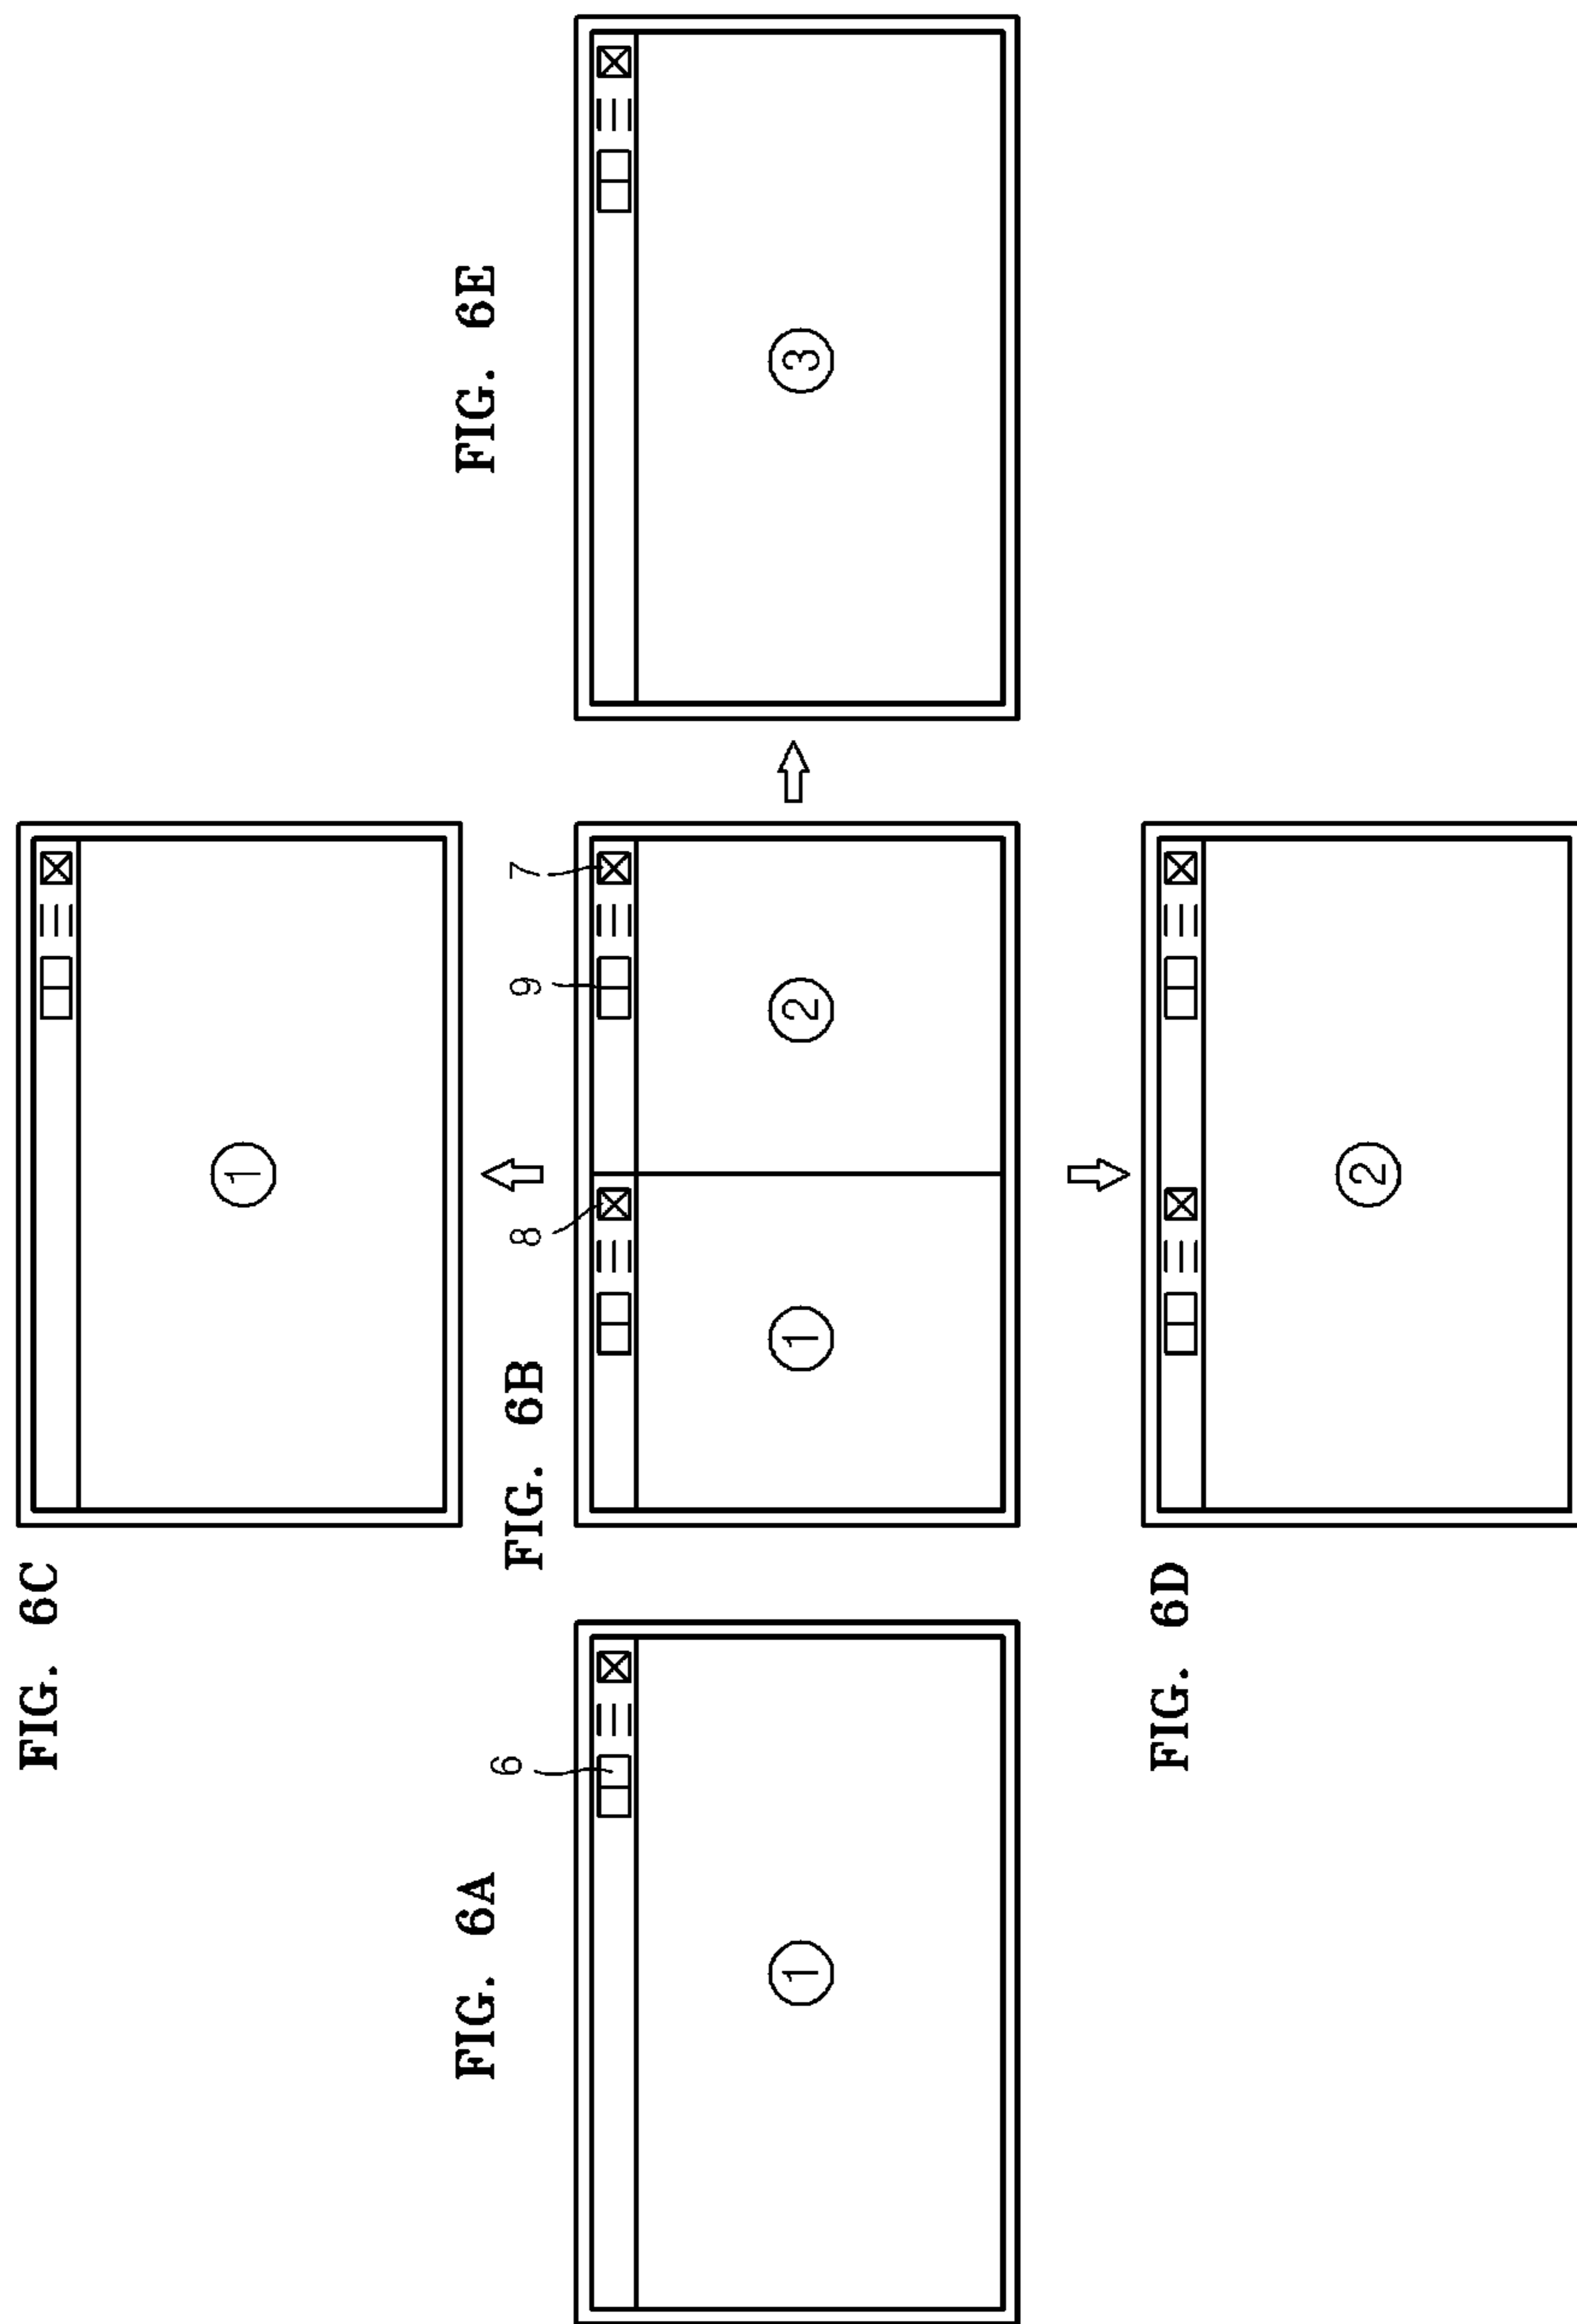 FIG. 6C
①
FIG. 6A
6
①
FIG. 6B
8
9
7
①
②
FIG. 6E
③
FIG. 6D
②